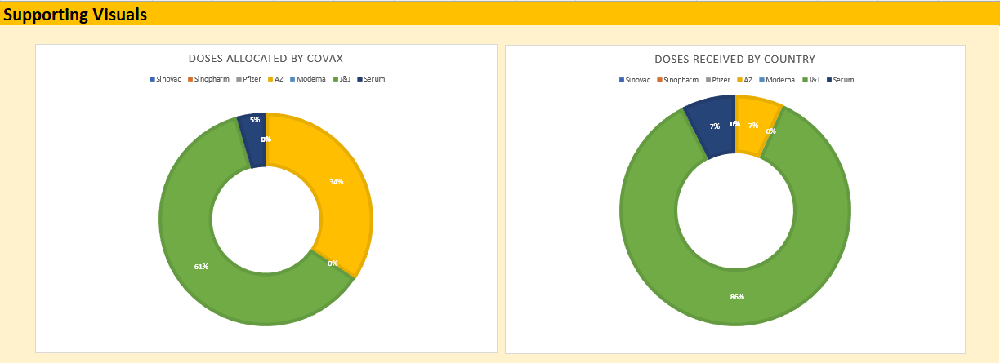 Supporting Visuals
DOSES ALLOCATED BY COVAX
Sinovac Sinopharm Pfizer AZ Moderna J&J Serum
5%
0%
34%
0%
61%
DOSES RECEIVED BY COUNTRY
Sinovac Sinopharm Pfizer AZ Moderna J&J Serum
7%
0%
7%
0%
86%